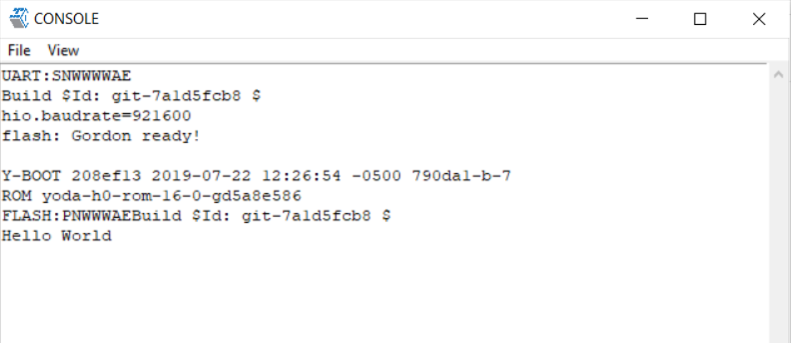 CONSOLE
File View
UART:SNWWWWAE
Build $Id: git-7a1d5fcb8 $
hio.baudrate=921600
flash: Gordon ready!
Y-BOOT 208ef13 2019-07-22 12:26:54 -0500 790da1-b-7
ROM yoda-h0-rom-16-0-gd5a8e586
FLASH:PNWWWAEBuild $Id: git-7a1d5fcb8 $
Hello World